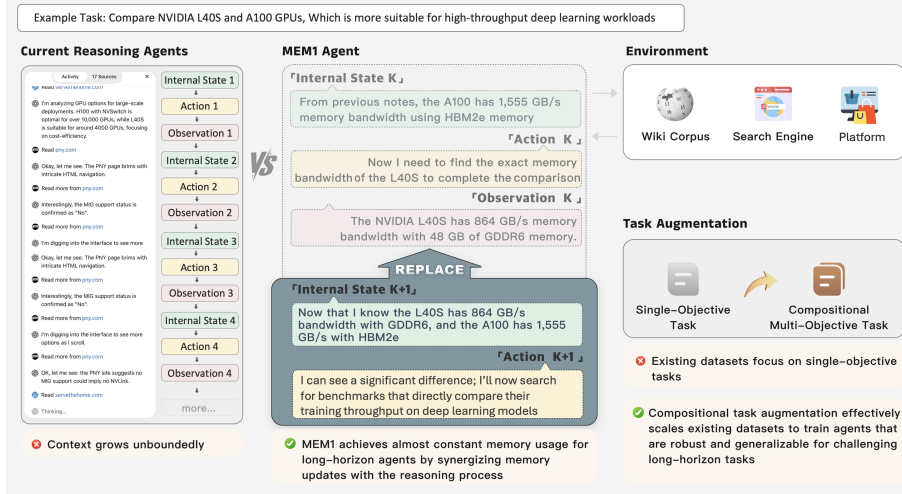 Example Task: Compare NVIDIA L40S and A100 GPUs, Which is more suitable for high-throughput deep learning workloads
Current Reasoning Agents
Activity 17 Sources ×
Read servethehome.com
I'm analyzing GPU options for large-scale
deployments. H100 with NVSwitch is
optimal for over 10,000 GPUs, while L40S
is suitable for around 4000 GPUs, focusing
on cost-efficiency.
Read pny.com
Okay, let me see. The PNY page brims with
intricate HTML navigation.
Read more from pny.com
Interestingly, the MIG support status is
confirmed as "No".
Read more from pny.com
I'm digging into the interface to see more
Okay, let me see. The PNY page brims with
intricate HTML navigation.
Read more from pny.com
Interestingly, the MIG support status is
confirmed as "No".
Read more from pny.com
I'm digging into the interface to see more
options as I scroll.
Read more from pny.com
OK, let me see: the PNY site suggests no
MIG support could imply no NVLink.
Read servethehome.com
Thinking...
Internal State 1
Action 1
Observation 1
Internal State 2
Action 2
Observation 2
Internal State 3
Action 3
Observation 3
Internal State 4
Action 4
Observation 4
more...
Context grows unboundedly
VS
MEM1 Agent
「Internal State K」
From previous notes, the A100 has 1,555 GB/s
memory bandwidth using HBM2e memory
「Action K」
Now I need to find the exact memory
bandwidth of the L40S to complete the comparison
「Observation K」
The NVIDIA L40S has 864 GB/s memory
bandwidth with 48 GB of GDDR6 memory.
REPLACE
「Internal State K+1」
Now that I know the L40S has 864 GB/s
bandwidth with GDDR6, and the A100 has 1,555
GB/s with HBM2e
「Action K+1」
I can see a significant difference; I'll now search
for benchmarks that directly compare their
training throughput on deep learning models
MEM1 achieves almost constant memory usage for
long-horizon agents by synergizing memory
updates with the reasoning process
Environment
Wiki Corpus
Search Engine
Platform
Task Augmentation
Single-Objective
Task
Compositional
Multi-Objective Task
Existing datasets focus on single-objective
tasks
Compositional task augmentation effectively
scales existing datasets to train agents that
are robust and generalizable for challenging
long-horizon tasks